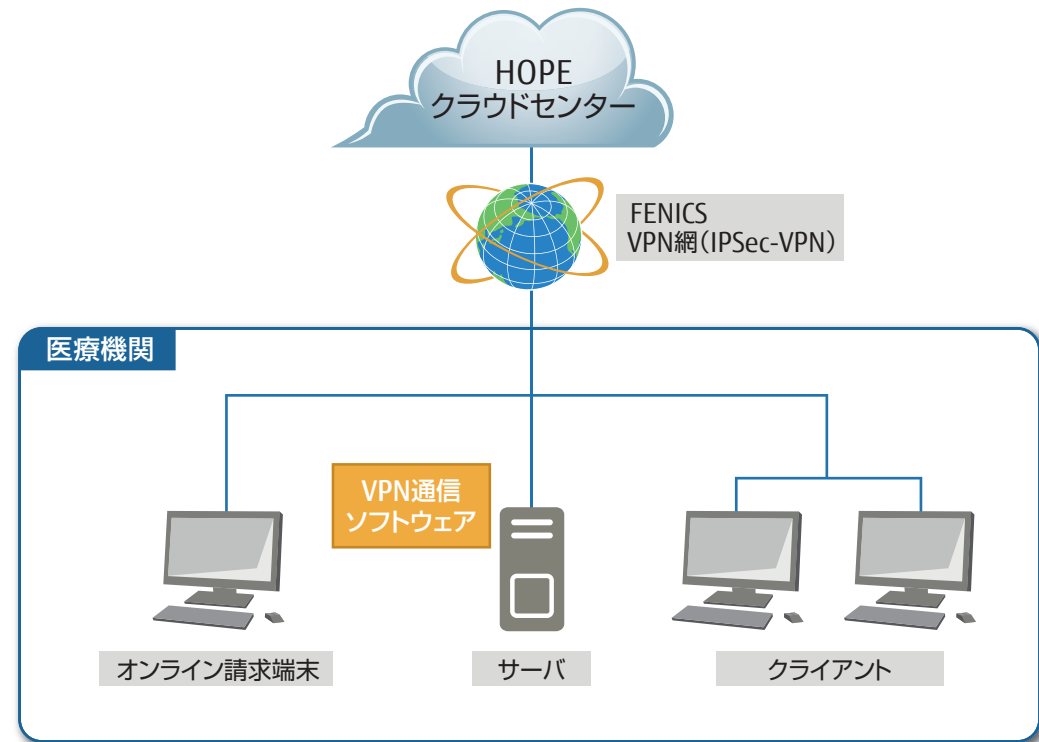 HOPE
クラウドセンター
FENICS
VPN網（IPSec-VPN）
医療機関
VPN通信
ソフトウェア
オンライン請求端末
サーバ
クライアント